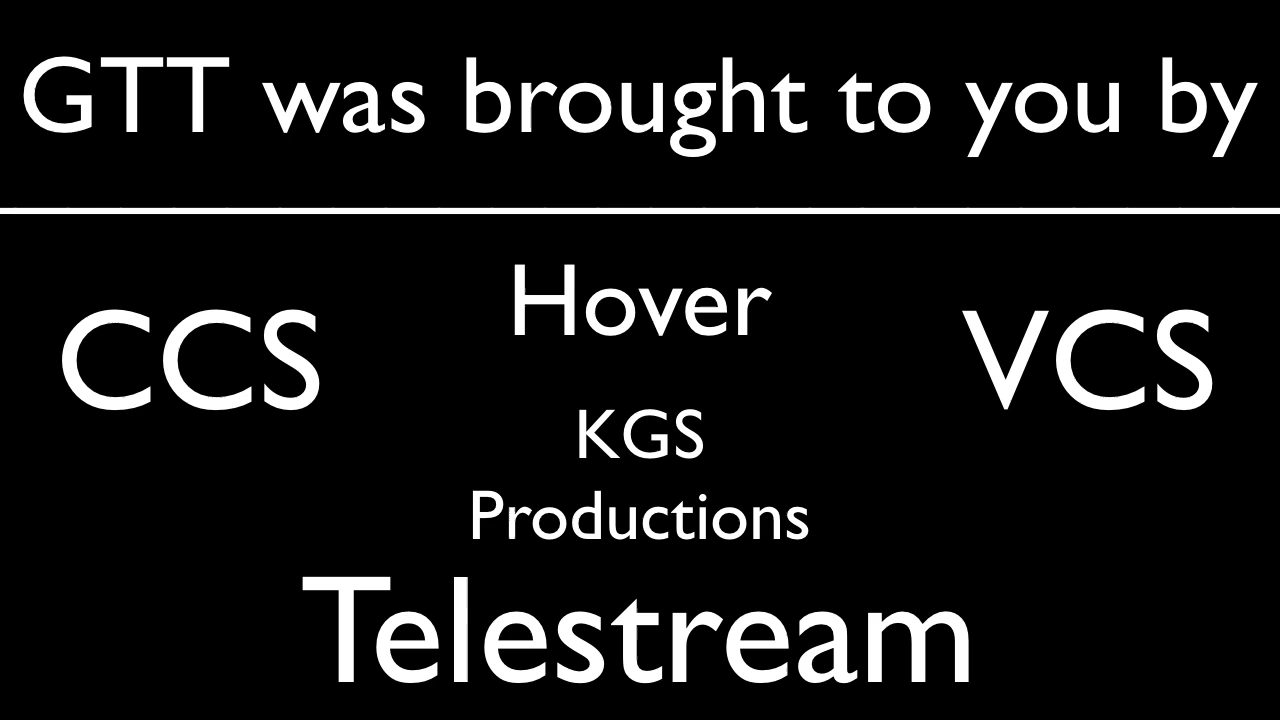 GTT was brought to you by
Hover
CCS
VCS
KGS
Productions
Telestream